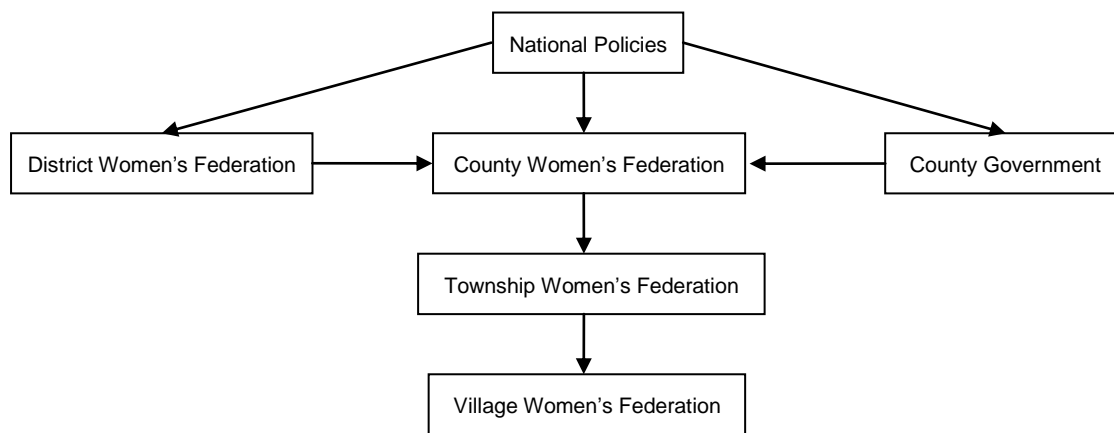 National Policies
District Women's Federation
County Women's Federation
County Government
Township Women's Federation
Village Women's Federation